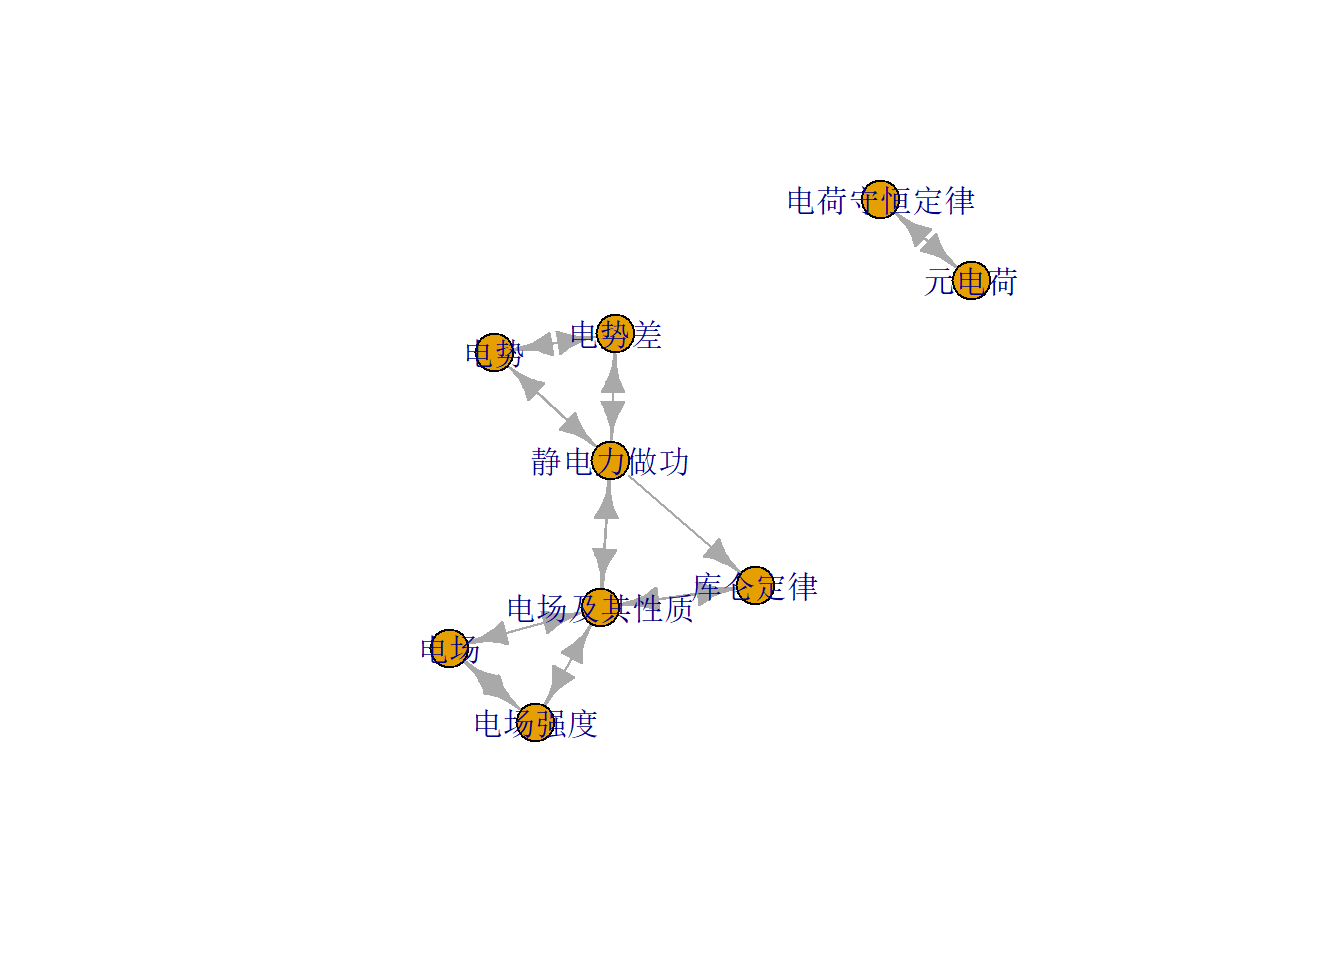 电荷守恒定律
元电荷
电势差
电势
静电力做功
库仑定律
电场及其性质
电场
电场强度